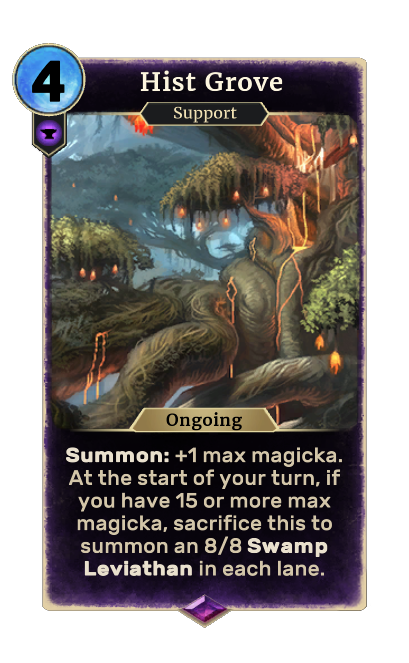 4
Hist Grove
Support
Ongoing
Summon: +1 max magicka.
At the start of your turn, if
you have 15 or more max
magicka, sacrifice this to
summon an 8/8 Swamp
Leviathan in each lane.